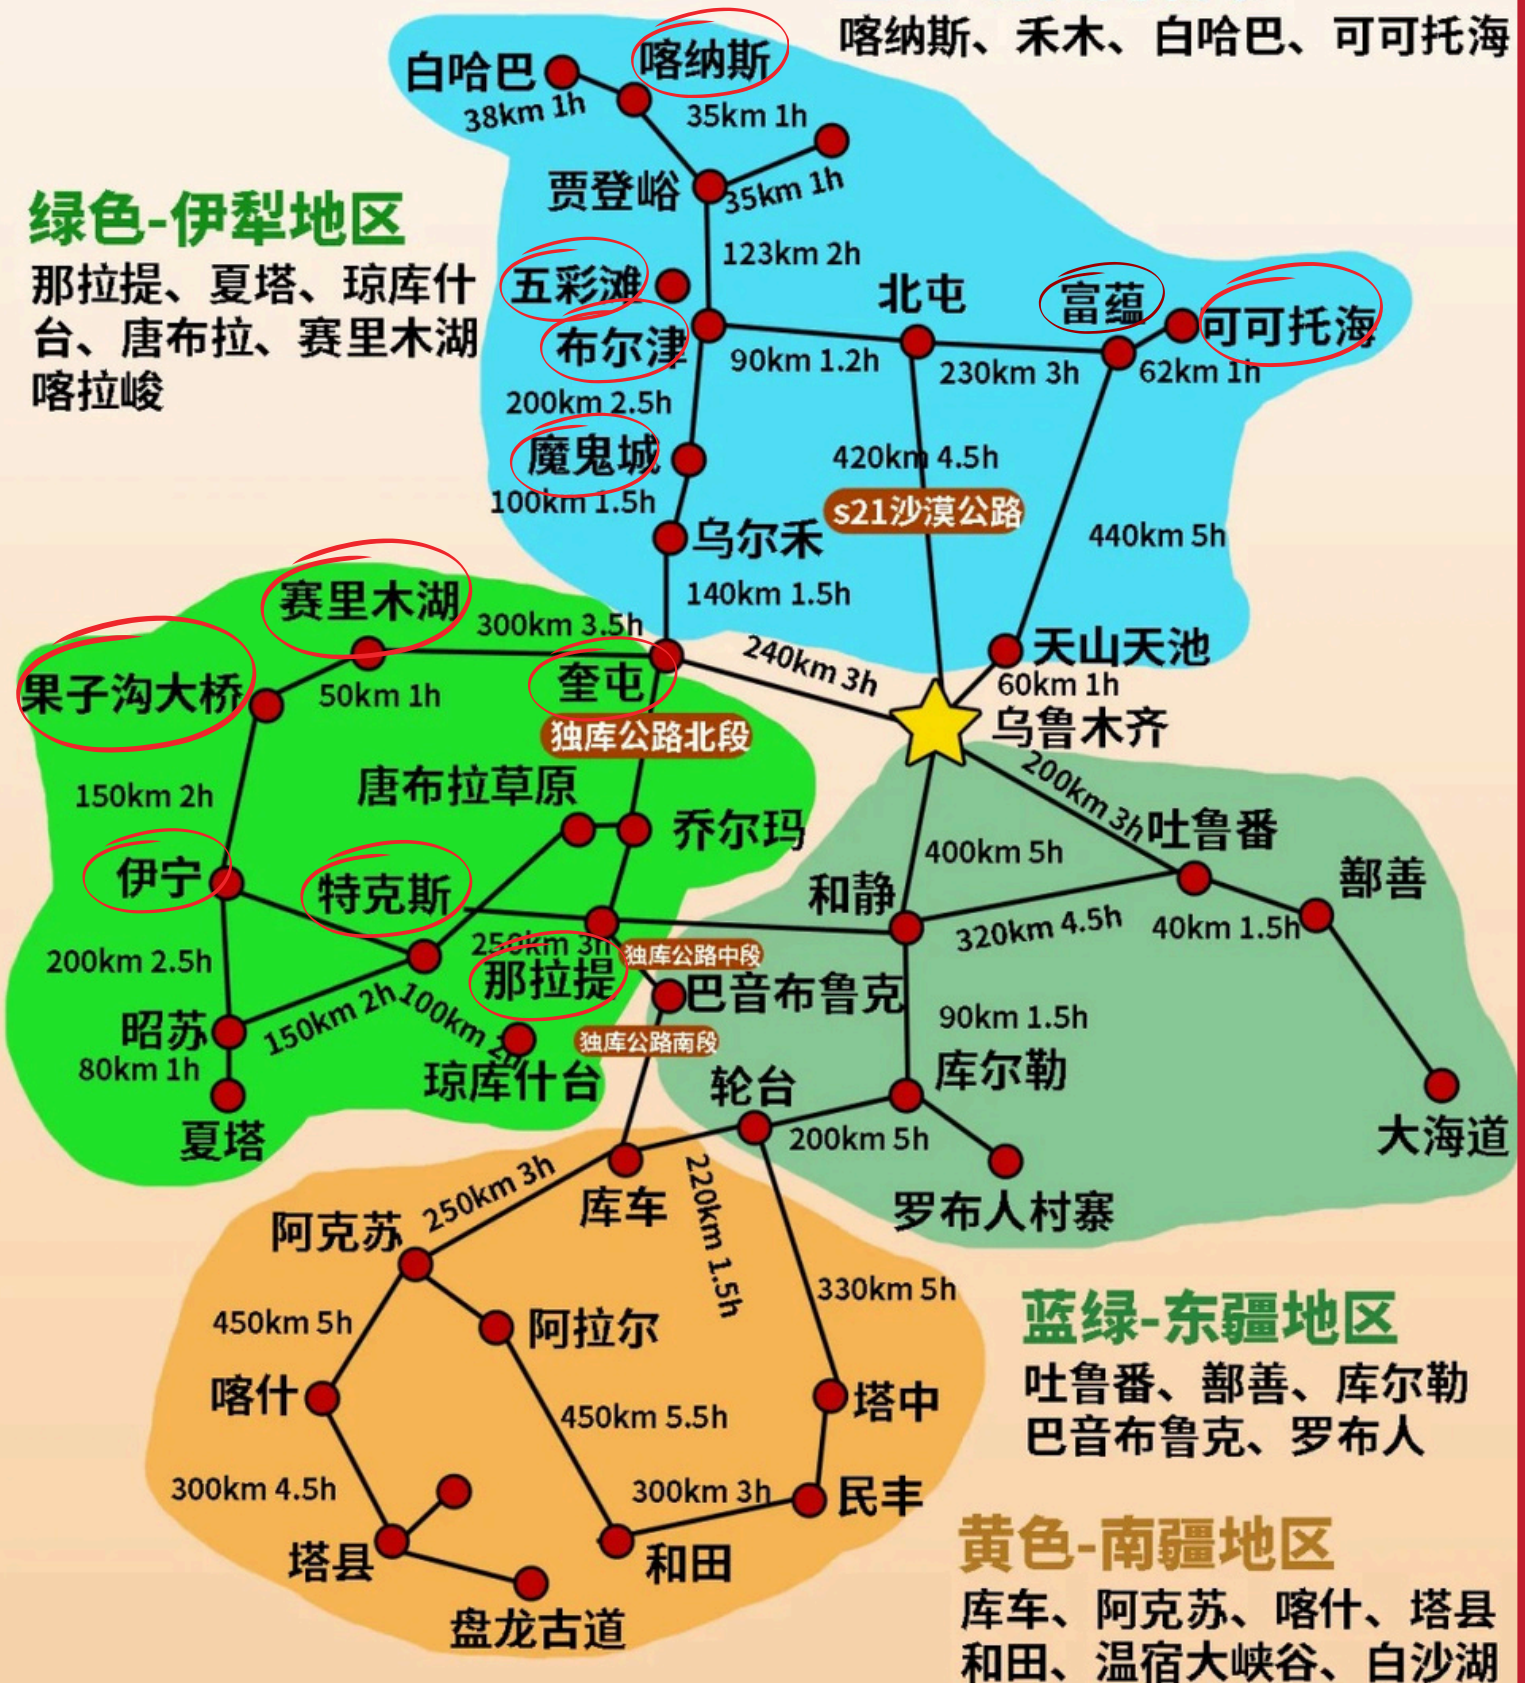 喀纳斯、禾木、白哈巴、可可托海
白哈巴
喀纳斯
38km 1h
35km 1h
贾登峪
35km 1h
绿色-伊犁地区
那拉提、夏塔、琼库什
台、唐布拉、赛里木湖
喀拉峻
123km 2h
五彩滩
北屯
富蕴
可可托海
布尔津
90km 1.2h
230km 3h
62km 1h
200km 2.5h
魔鬼城
420km 4.5h
100km 1.5h
s21沙漠公路
乌尔禾
440km 5h
140km 1.5h
赛里木湖
300km 3.5h
240km 3h
天山天池
60km 1h
果子沟大桥
50km 1h
奎屯
乌鲁木齐
独库公路北段
200km 3h
150km 2h
唐布拉草原
乔尔玛
吐鲁番
400km 5h
鄯善
伊宁
特克斯
和静
320km 4.5h
40km 1.5h
250km 3h
独库公路中段
200km 2.5h
那拉提
巴音布鲁克
昭苏
150km 2h
100km 2h
90km 1.5h
独库公路南段
80km 1h
琼库什台
轮台
库尔勒
夏塔
200km 5h
大海道
250km 3h
库车
220km 1.5h
罗布人村寨
阿克苏
330km 5h
450km 5h
阿拉尔
蓝绿-东疆地区
吐鲁番、鄯善、库尔勒
巴音布鲁克、罗布人
喀什
塔中
450km 5.5h
300km 4.5h
300km 3h
民丰
塔县
和田
盘龙古道
黄色-南疆地区
库车、阿克苏、喀什、塔县
和田、温宿大峡谷、白沙湖